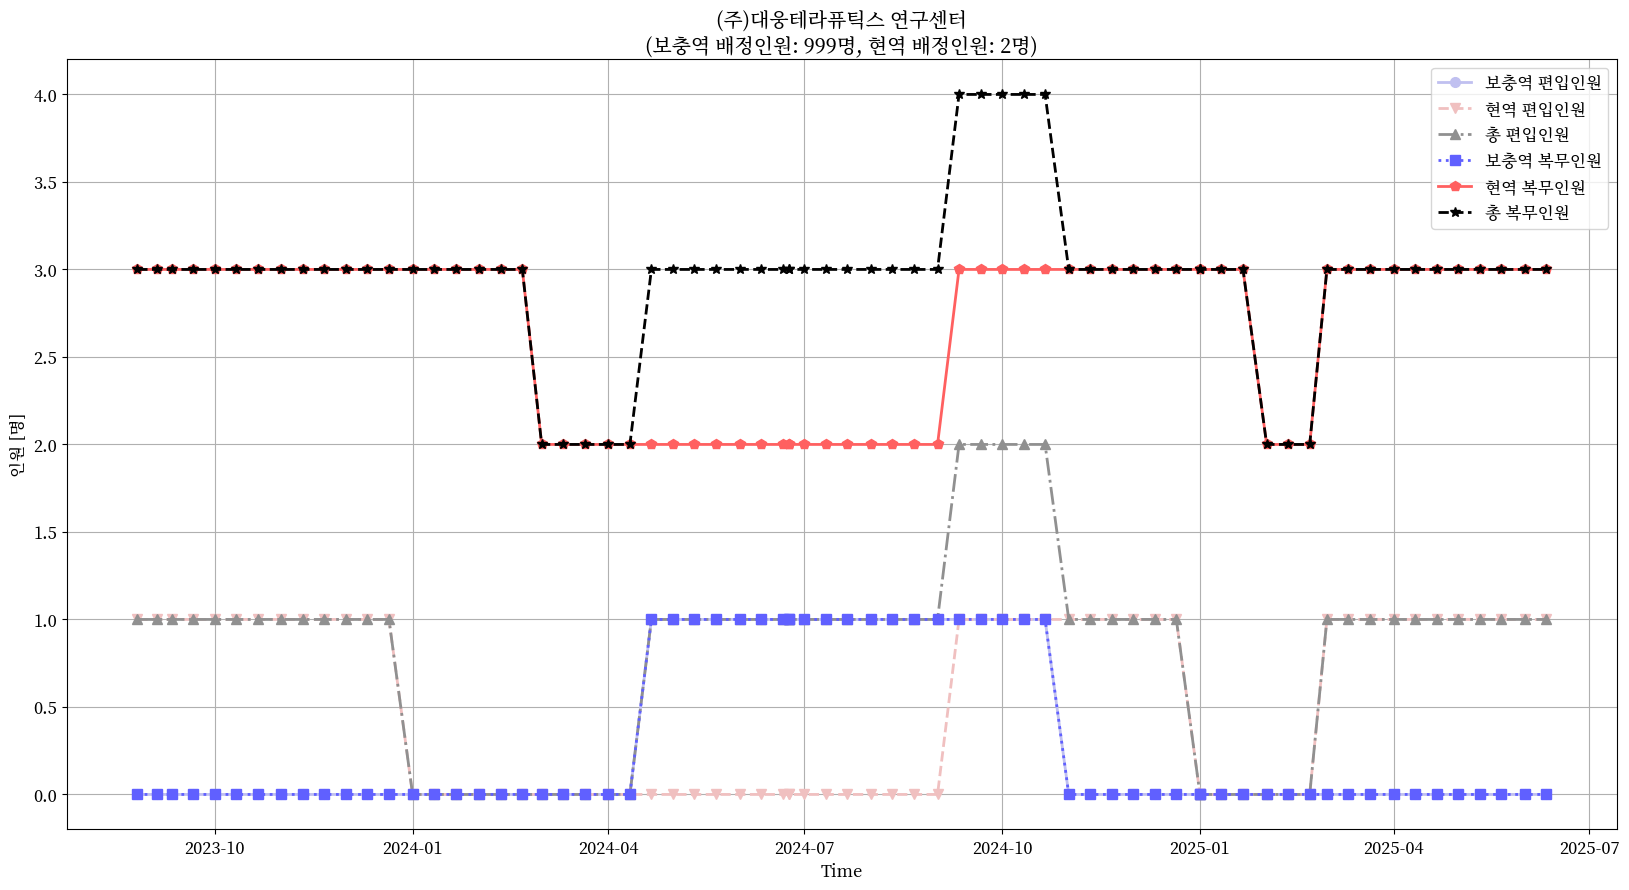 (주)대웅테라퓨틱스 연구센터
(보충역 배정인원: 999명, 현역 배정인원: 2명)
보충역 편입인원
현역 편입인원
총 편입인원
보충역 복무인원
현역 복무인원
총 복무인원
인원 [명]
4.0
3.5
3.0
2.5
2.0
1.5
1.0
0.5
0.0
2023-10
2024-01
2024-04
2024-07
2024-10
2025-01
2025-04
2025-07
Time